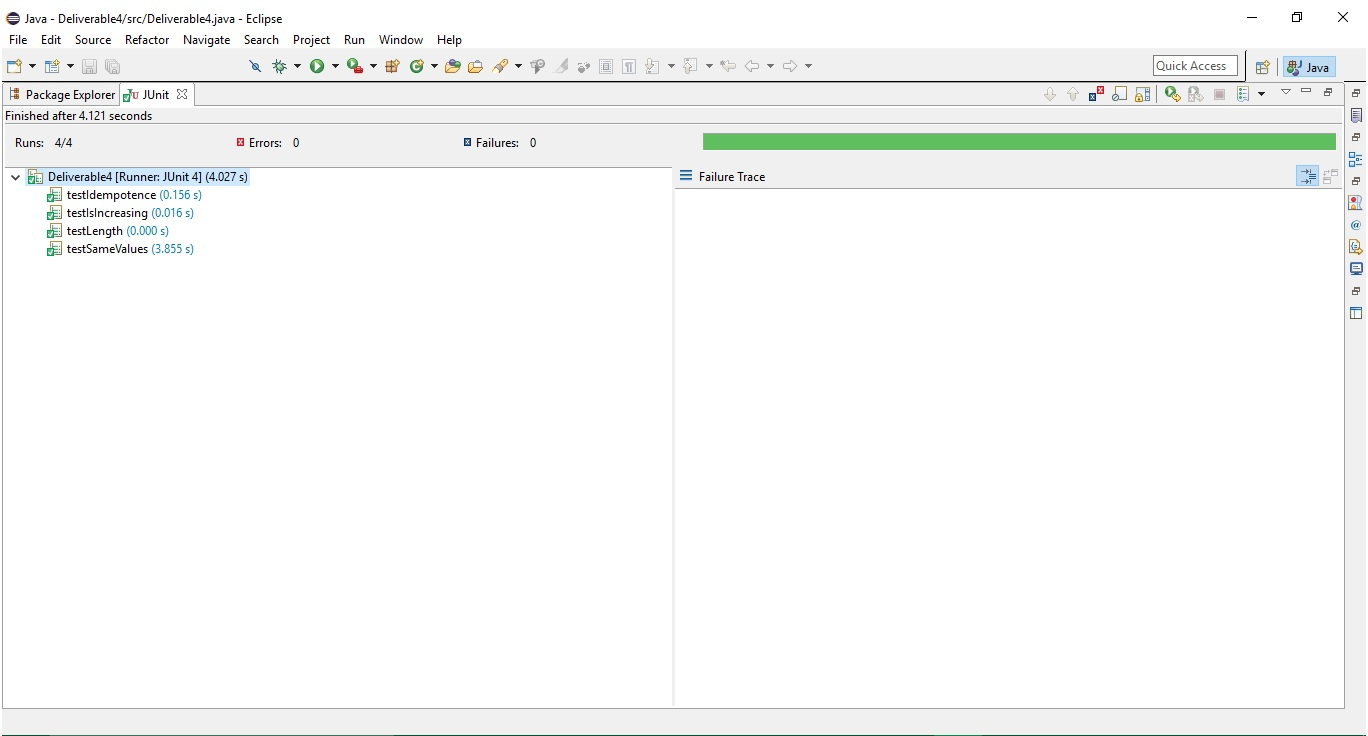 Java - Deliverable4/src/Deliverable4.java - Eclipse
File Edit Source Refactor Navigate Search Project Run Window Help
Quick Access
Java
Package Explorer
JUnit
Finished after 4.121 seconds
Runs: 4/4 Errors: 0 Failures: 0
Deliverable4 [Runner: JUnit 4] (4.027 s)
testIdempotence (0.156 s)
testIsIncreasing (0.016 s)
testLength (0.000 s)
testSameValues (3.855 s)
Failure Trace